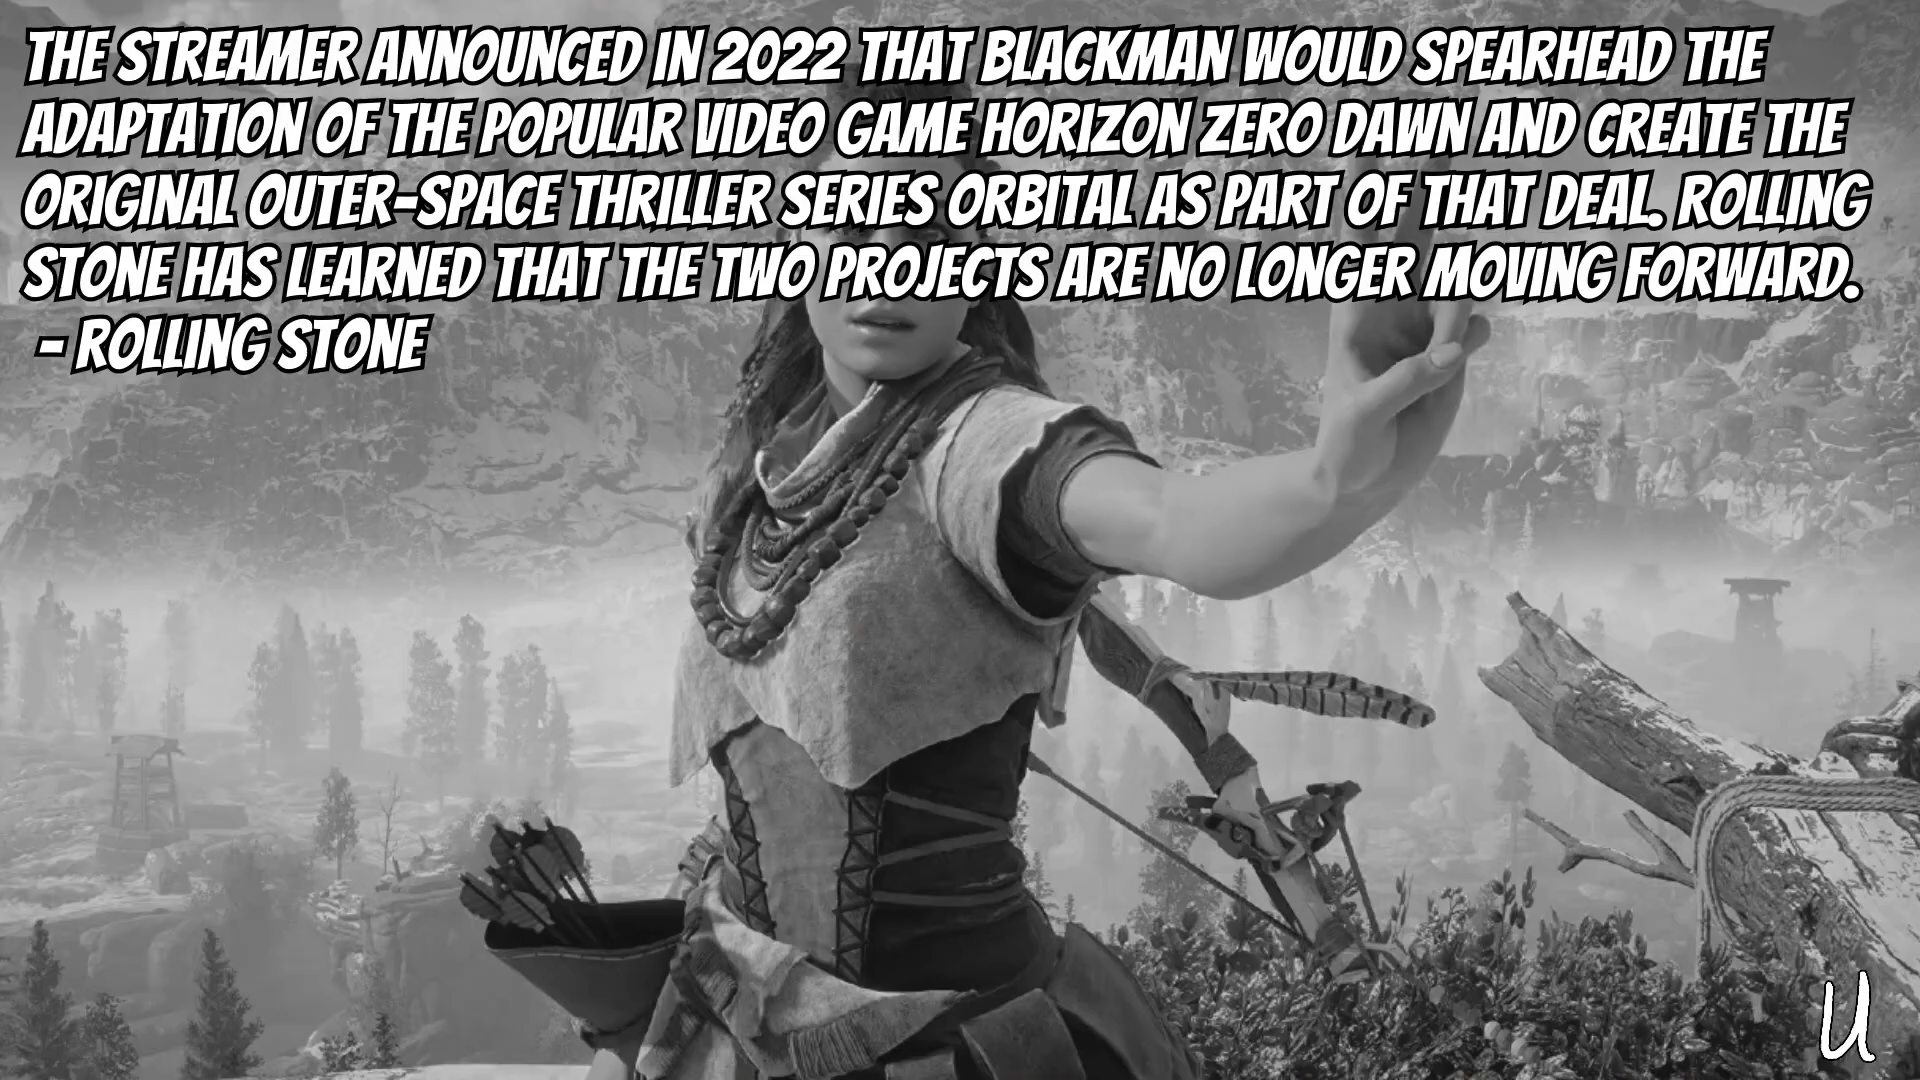 THE STREAMER ANNOUNCED IN 2022 THAT BLACKMAN WOULD SPEARHEAD THE
ADAPTATION OF THE POPULAR VIDEO GAME HORIZON ZERO DAWN AND CREATE THE
ORIGINAL OUTER-SPACE THRILLER SERIES ORBITAL AS PART OF THAT DEAL. ROLLING
STONE HAS LEARNED THAT THE TWO PROJECTS ARE NO LONGER MOVING FORWARD.
- ROLLING STONE
U